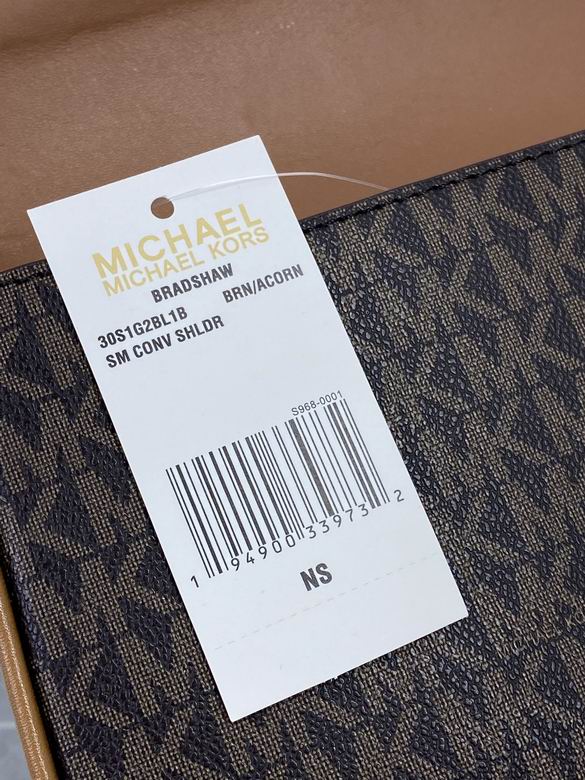 MICHAEL
MICHAEL KORS
BRADSHAW
30S1G2BL1B BRN/ACORN
SM CONV SHLDR
S968-0001
1 94900 33973 2
NS